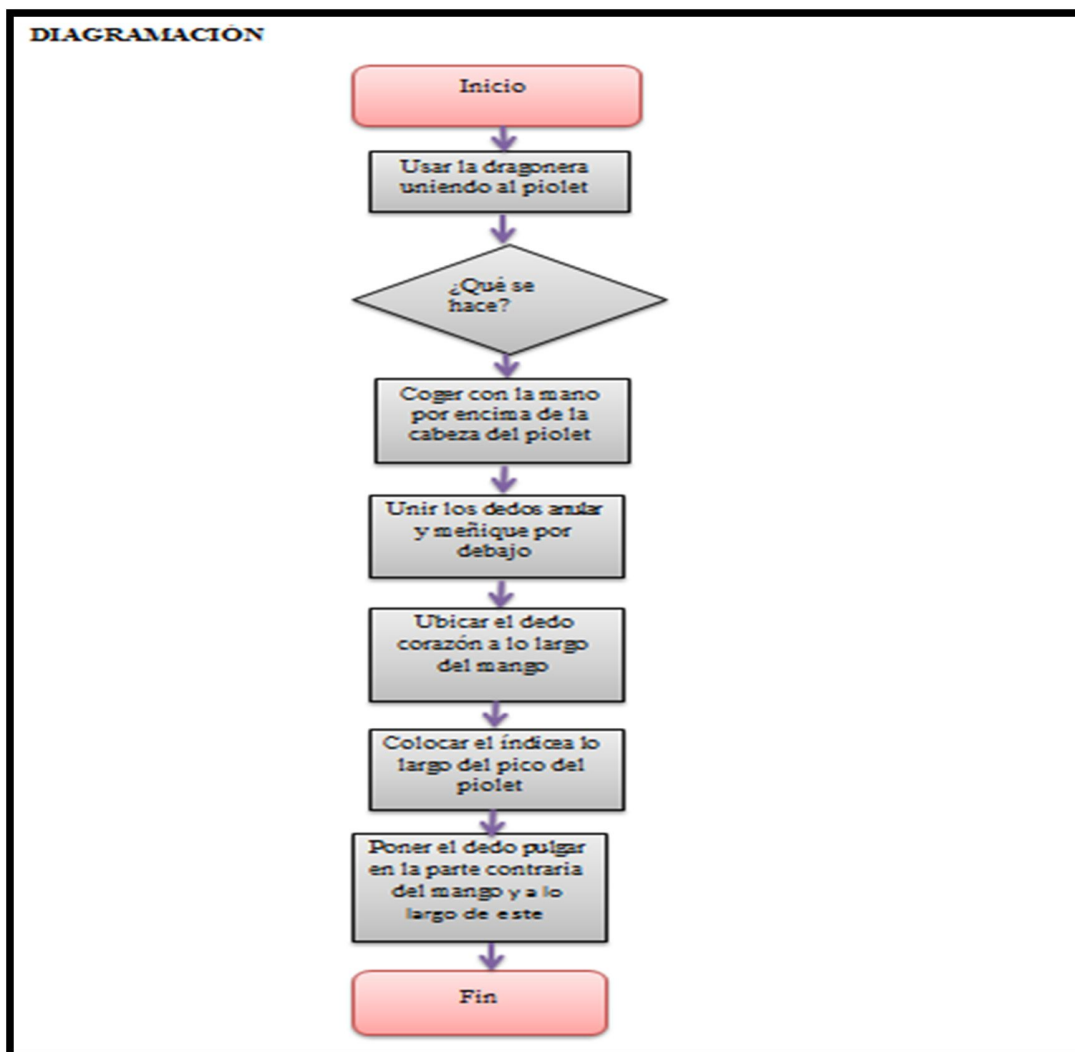 DIAGRAMACIÓN
Inicio
Usar la dragonera
uniendo al piolet
¿Qué se
hace?
Coger con la mano
por encima de la
cabeza del piolet
Unir los dedos anular
y meñique por
debajo
Ubicar el dedo
corazón a lo largo
del mango
Colocar el índicea lo
largo del pico del
piolet
Poner el dedo pulgar
en la parte contraria
del mango y a lo
largo de este
Fin